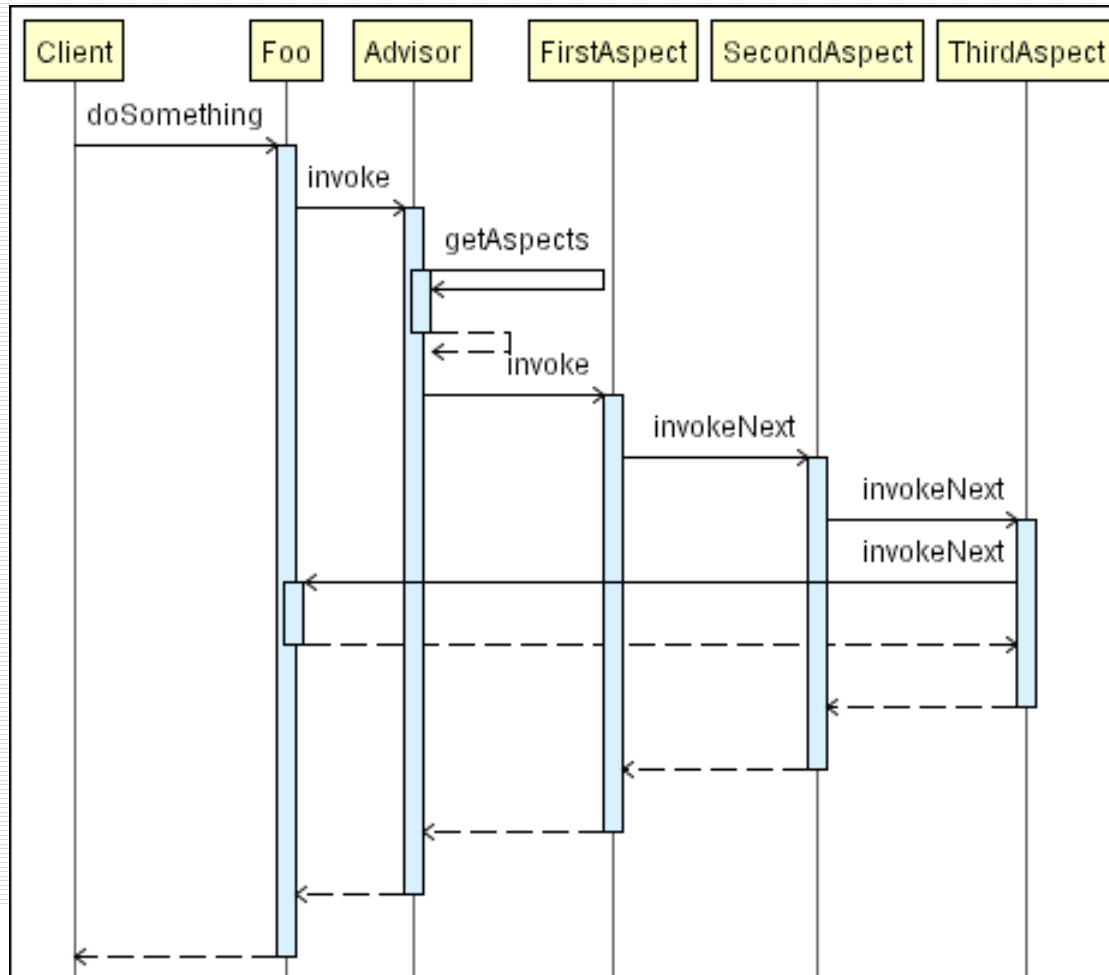 Client
Foo
Advisor
FirstAspect
SecondAspect
ThirdAspect
doSomething
invoke
getAspects
invoke
invokeNext
invokeNext
invokeNext